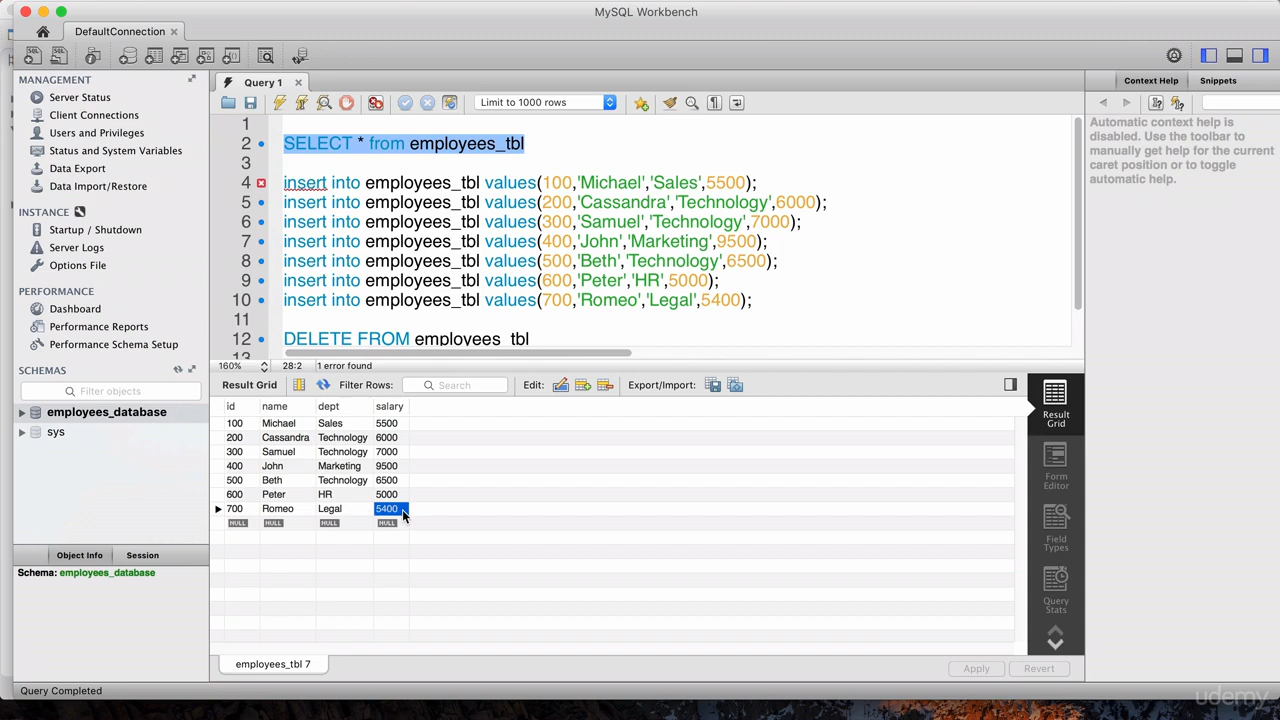 MySQL Workbench
DefaultConnection
MANAGEMENT
Server Status
Client Connections
Users and Privileges
Status and System Variables
Data Export
Data Import/Restore
INSTANCE
Startup / Shutdown
Server Logs
Options File
PERFORMANCE
Dashboard
Performance Reports
Performance Schema Setup
SCHEMAS
Filter objects
employees_database
sys
Object Info Session
Schema: employees_database
Query 1
Limit to 1000 rows
1
2 SELECT * from employees_tbl
3
4 insert into employees_tbl values(100,'Michael','Sales',5500);
5 insert into employees_tbl values(200,'Cassandra','Technology',6000);
6 insert into employees_tbl values(300,'Samuel','Technology',7000);
7 insert into employees_tbl values(400,'John','Marketing',9500);
8 insert into employees_tbl values(500,'Beth','Technology',6500);
9 insert into employees_tbl values(600,'Peter','HR',5000);
10 insert into employees_tbl values(700,'Romeo','Legal',5400);
11
12 DELETE FROM employees_tbl
13
160% 28:2 1 error found
Result Grid Filter Rows: Search Edit: Export/Import:
id name dept salary
100 Michael Sales 5500
200 Cassandra Technology 6000
300 Samuel Technology 7000
400 John Marketing 9500
500 Beth Technology 6500
600 Peter HR 5000
700 Romeo Legal 5400
NULL NULL NULL NULL
Result
Grid
Form
Editor
Field
Types
Query
Stats
employees_tbl 7
Apply Revert
Context Help Snippets
Automatic context help is
disabled. Use the toolbar to
manually get help for the current
caret position or to toggle
automatic help.
Query Completed
udemy